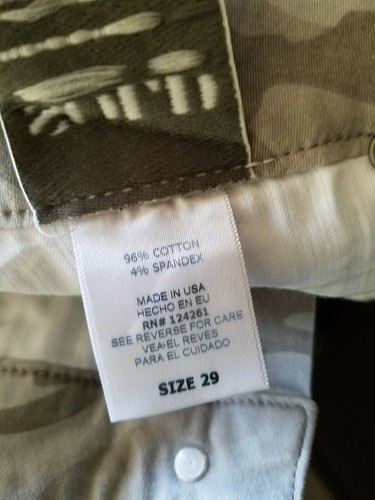 96% COTTON
4% SPANDEX
MADE IN USA
HECHO EN EU
RN# 124261
SEE REVERSE FOR CARE
VEA EL REVES
PARA EL CUIDADO
SIZE 29